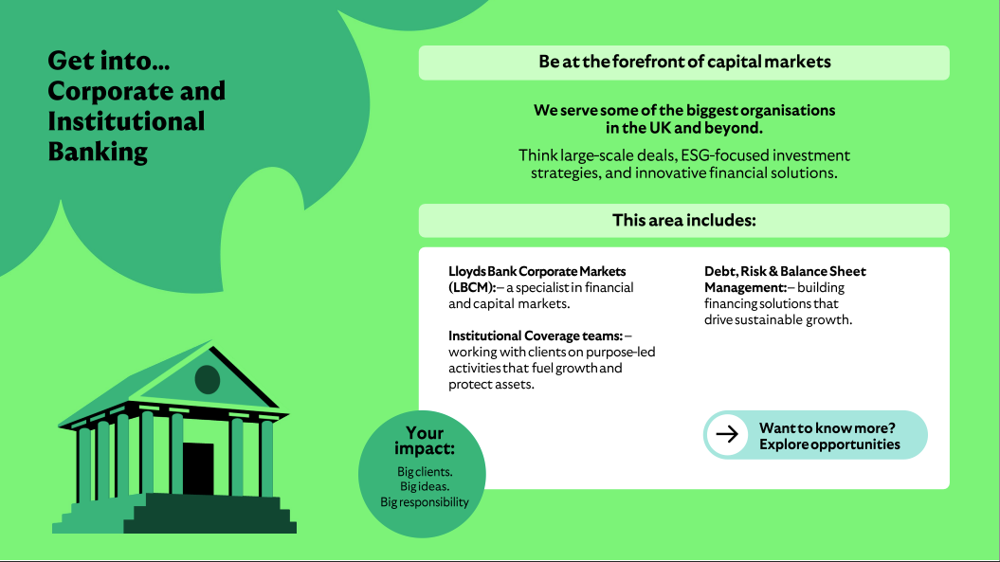 Get into...
Corporate and
Institutional
Banking
Be at the forefront of capital markets
We serve some of the biggest organisations
in the UK and beyond.
Think large-scale deals, ESG-focused investment
strategies, and innovative financial solutions.
This area includes:
Lloyds Bank Corporate Markets
(LBCM):– a specialist in financial
and capital markets.
Institutional Coverage teams: –
working with clients on purpose-led
activities that fuel growth and
protect assets.
Debt, Risk & Balance Sheet
Management:– building
financing solutions that
drive sustainable growth.
Your
impact:
Big clients.
Big ideas.
Big responsibility
Want to know more?
Explore opportunities